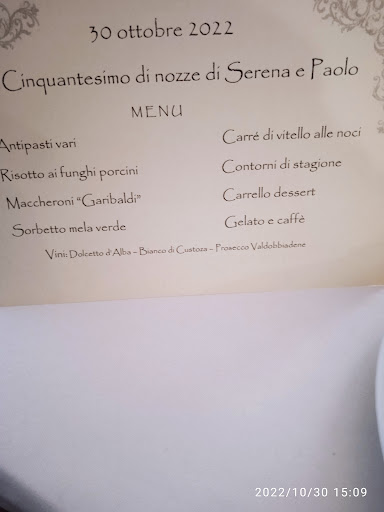 30 ottobre 2022
Cinquantesimo di nozze di Serena e Paolo
MENU
Antipasti vari
Risotto ai funghi porcini
Maccheroni "Garibaldi"
Sorbetto mela verde
Carré di vitello alle noci
Contorni di stagione
Carrello dessert
Gelato e caffè
Vini: Dolcetto d'Alba – Bianco di Custoza – Prosecco Valdobbiadene
2022/10/30 15:09